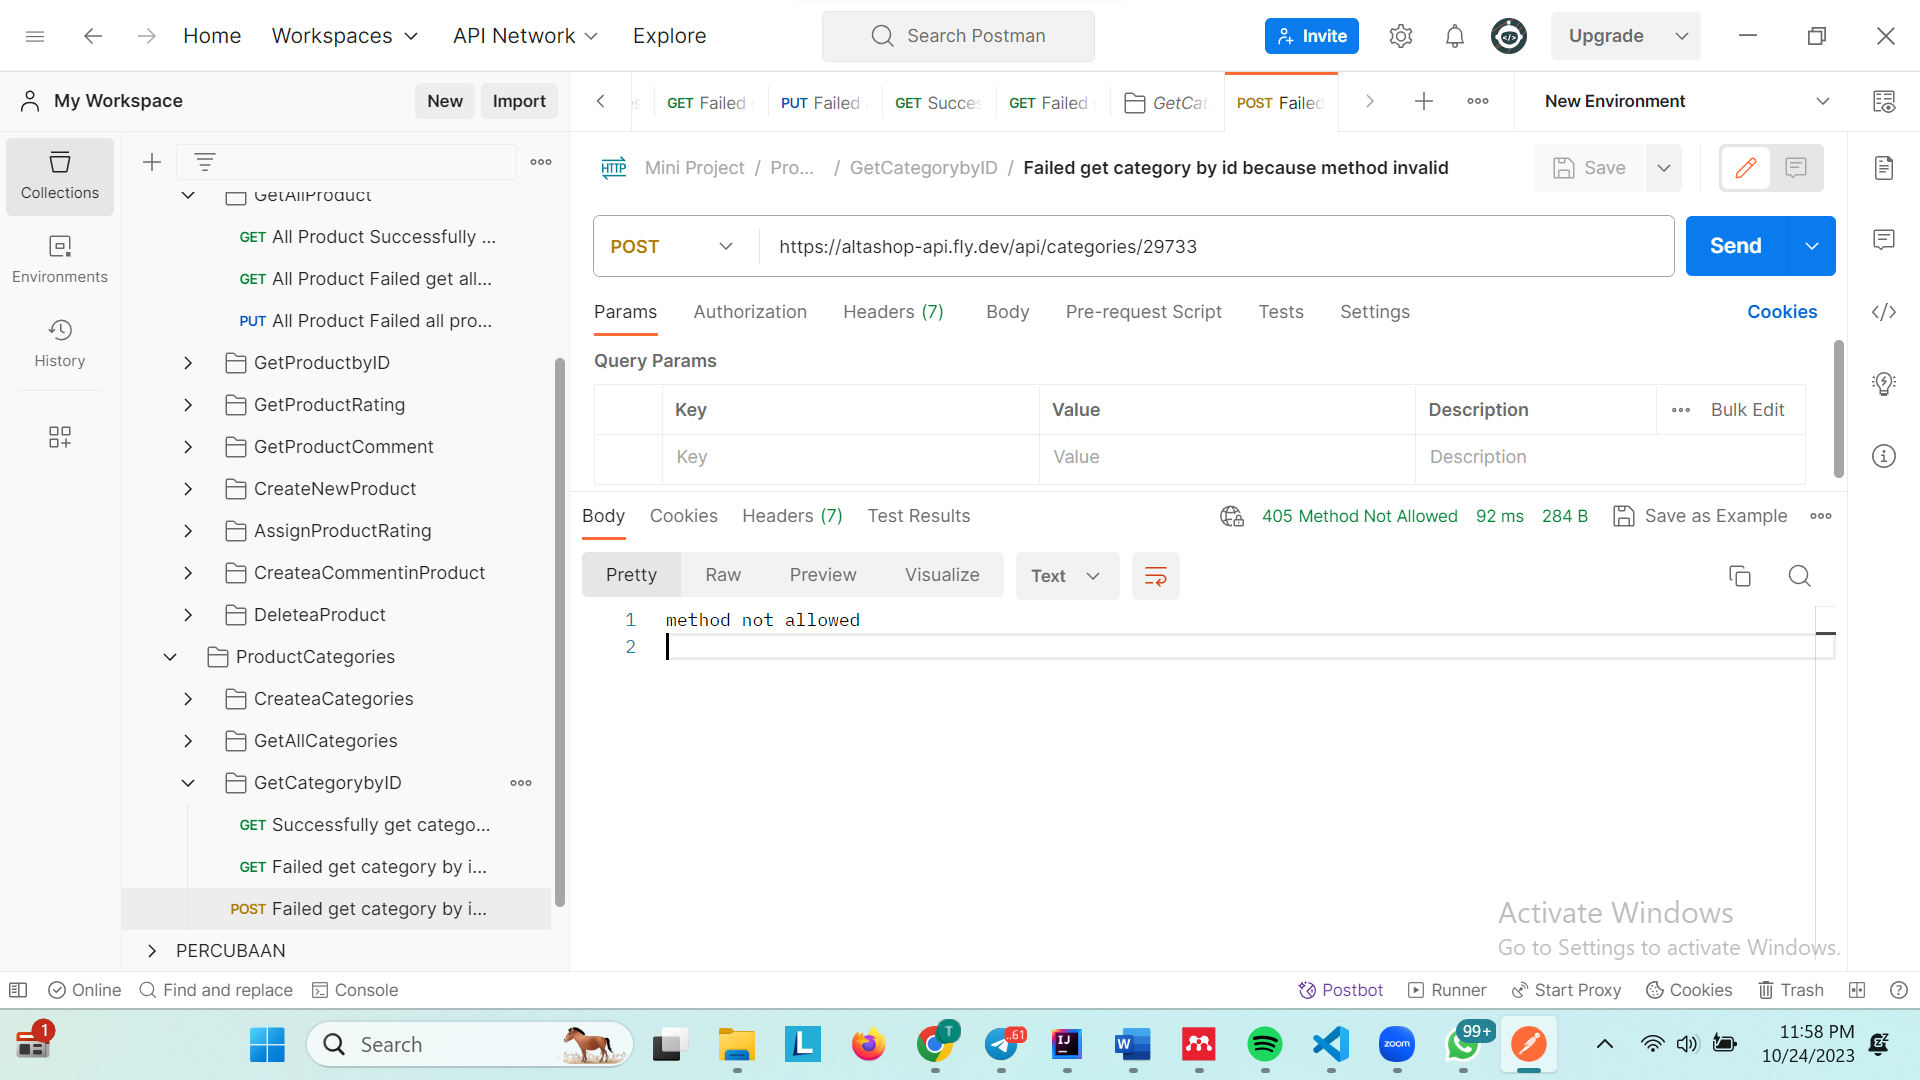 Home Workspaces API Network Explore Search Postman Invite Upgrade
My Workspace New Import
GET Failed PUT Failed GET Succes GET Failed GetCat POST Failed New Environment
Collections
Environments
History
GetAllProduct
GET All Product Successfully ...
GET All Product Failed get all...
PUT All Product Failed all pro...
GetProductbyID
GetProductRating
GetProductComment
CreateNewProduct
AssignProductRating
CreateaCommentinProduct
DeleteaProduct
ProductCategories
CreateaCategories
GetAllCategories
GetCategorybyID
GET Successfully get catego...
GET Failed get category by i...
POST Failed get category by i...
PERCUBAAN
HTTP Mini Project / Pro... / GetCategorybyID / Failed get category by id because method invalid Save
POST https://altashop-api.fly.dev/api/categories/29733 Send
Params Authorization Headers (7) Body Pre-request Script Tests Settings Cookies
Query Params
Key Value Description Bulk Edit
Key Value Description
Body Cookies Headers (7) Test Results 405 Method Not Allowed 92 ms 284 B Save as Example
Pretty Raw Preview Visualize Text
1 method not allowed
2
Activate Windows
Go to Settings to activate Windows.
Online Find and replace Console Postbot Runner Start Proxy Cookies Trash
1 Search T 61 IJ W zoom 99+ 11:58 PM
10/24/2023